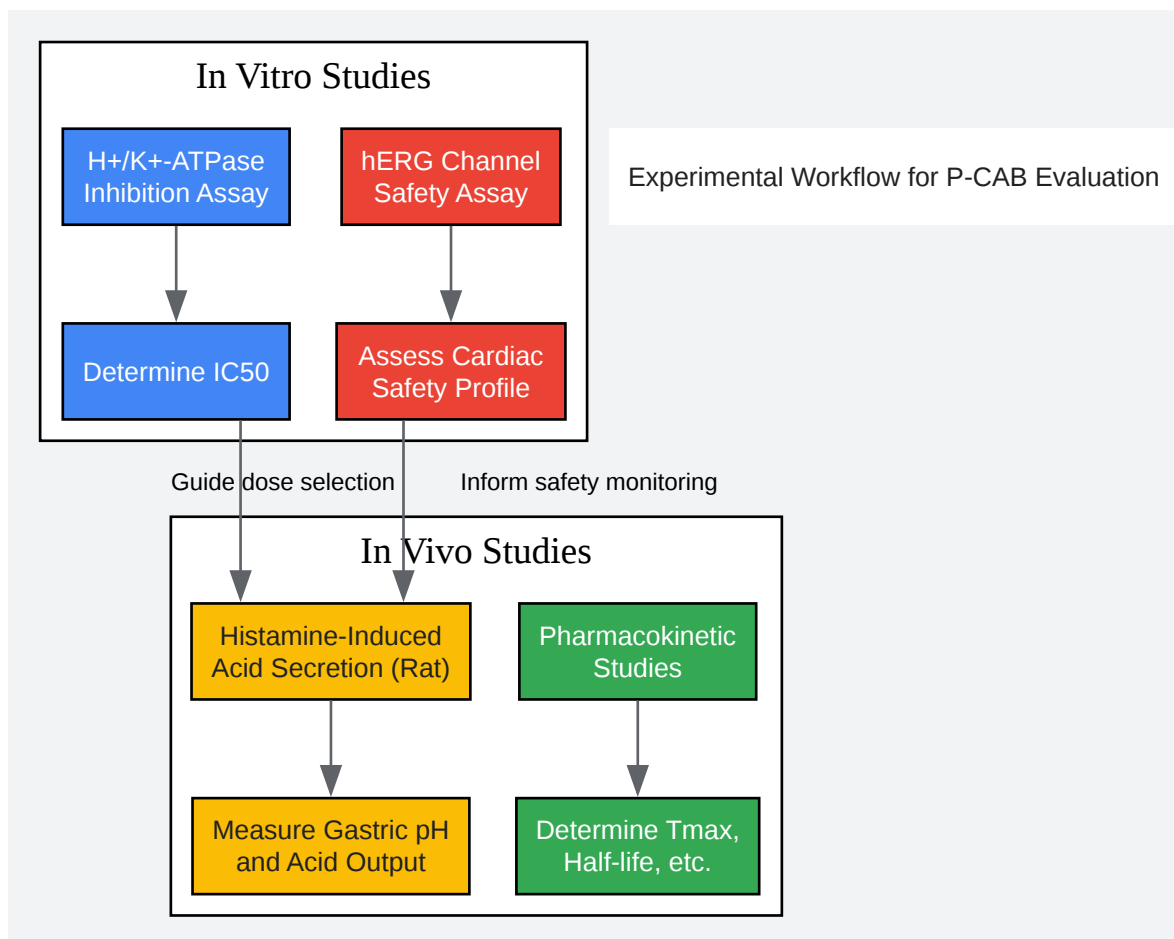 In Vitro Studies
H+/K+-ATPase
Inhibition Assay
hERG Channel
Safety Assay
Experimental Workflow for P-CAB Evaluation
Determine IC50
Assess Cardiac
Safety Profile
Guide dose selection
Inform safety monitoring
In Vivo Studies
Histamine-Induced
Acid Secretion (Rat)
Pharmacokinetic
Studies
Measure Gastric pH
and Acid Output
Determine Tmax,
Half-life, etc.